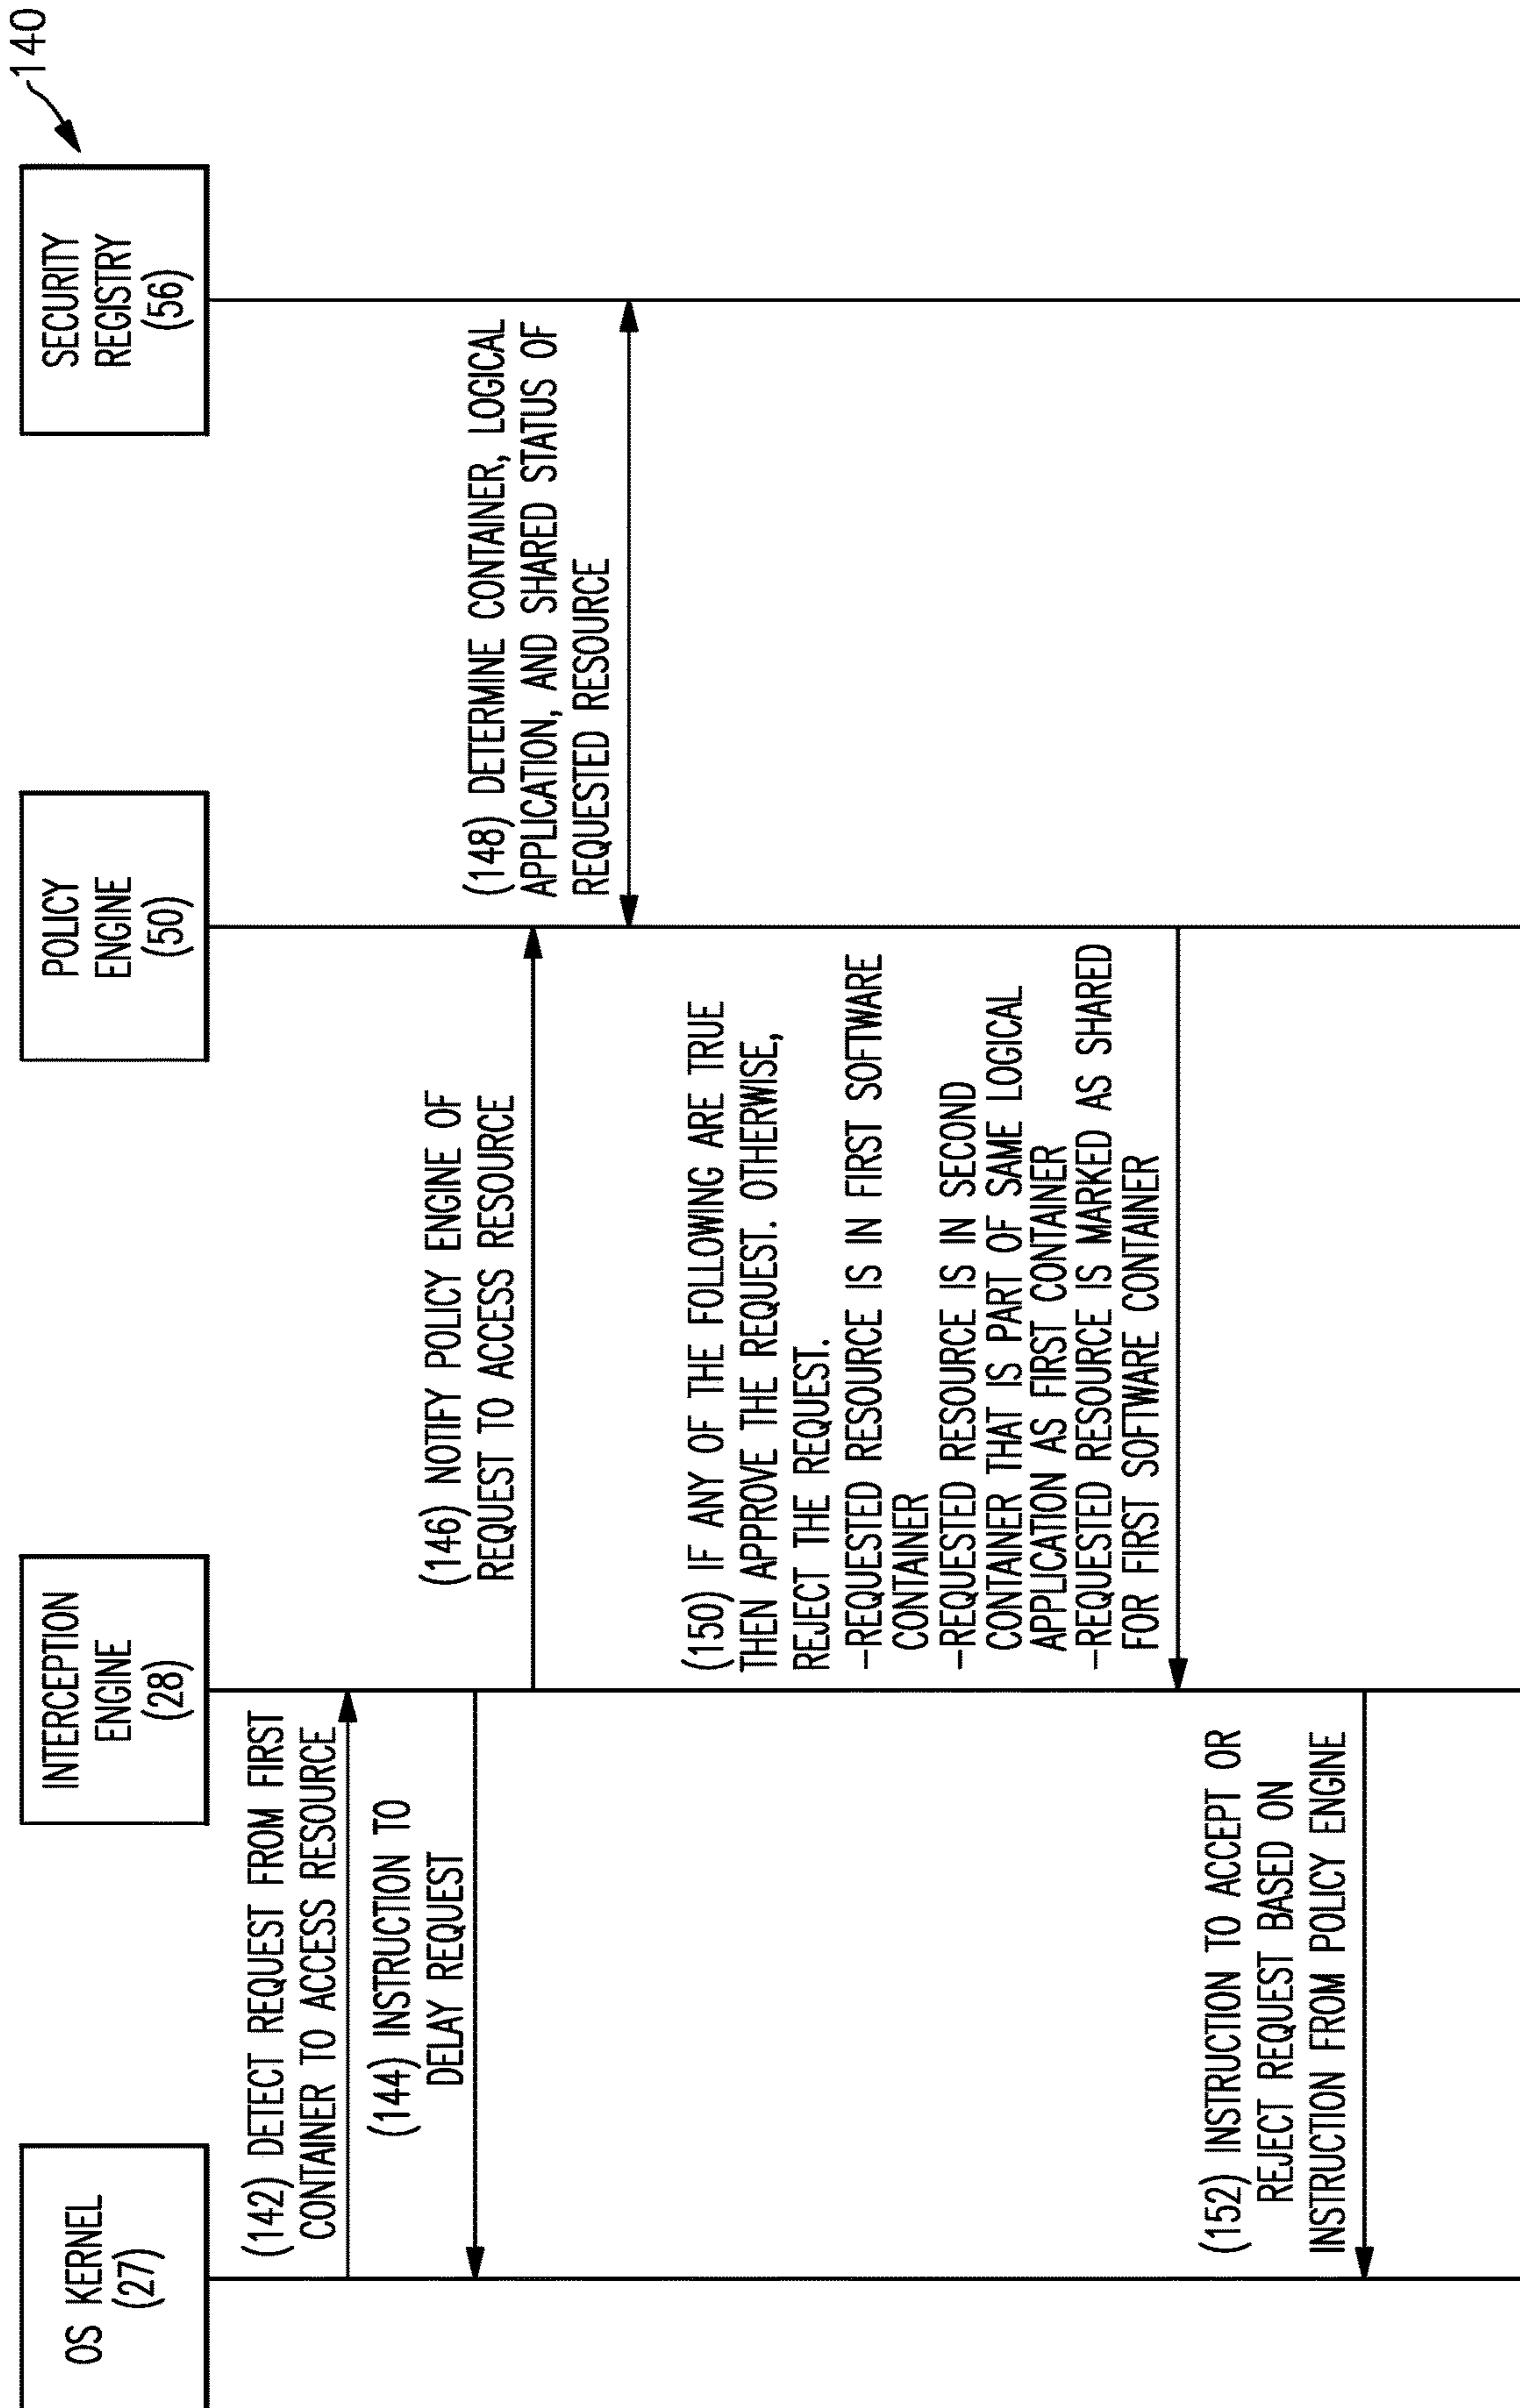 140
OS KERNEL
(27)
INTERCEPTION
ENGINE
(28)
POLICY
ENGINE
(50)
SECURITY
REGISTRY
(56)
(142) DETECT REQUEST FROM FIRST
CONTAINER TO ACCESS RESOURCE
(144) INSTRUCTION TO
DELAY REQUEST
(146) NOTIFY POLICY ENGINE OF
REQUEST TO ACCESS RESOURCE
(148) DETERMINE CONTAINER, LOGICAL
APPLICATION, AND SHARED STATUS OF
REQUESTED RESOURCE
(150) IF ANY OF THE FOLLOWING ARE TRUE
THEN APPROVE THE REQUEST. OTHERWISE,
REJECT THE REQUEST.
-REQUESTED RESOURCE IS IN FIRST SOFTWARE
CONTAINER
-REQUESTED RESOURCE IS IN SECOND
CONTAINER THAT IS PART OF SAME LOGICAL
APPLICATION AS FIRST CONTAINER
-REQUESTED RESOURCE IS MARKED AS SHARED
FOR FIRST SOFTWARE CONTAINER
(152) INSTRUCTION TO ACCEPT OR
REJECT REQUEST BASED ON
INSTRUCTION FROM POLICY ENGINE